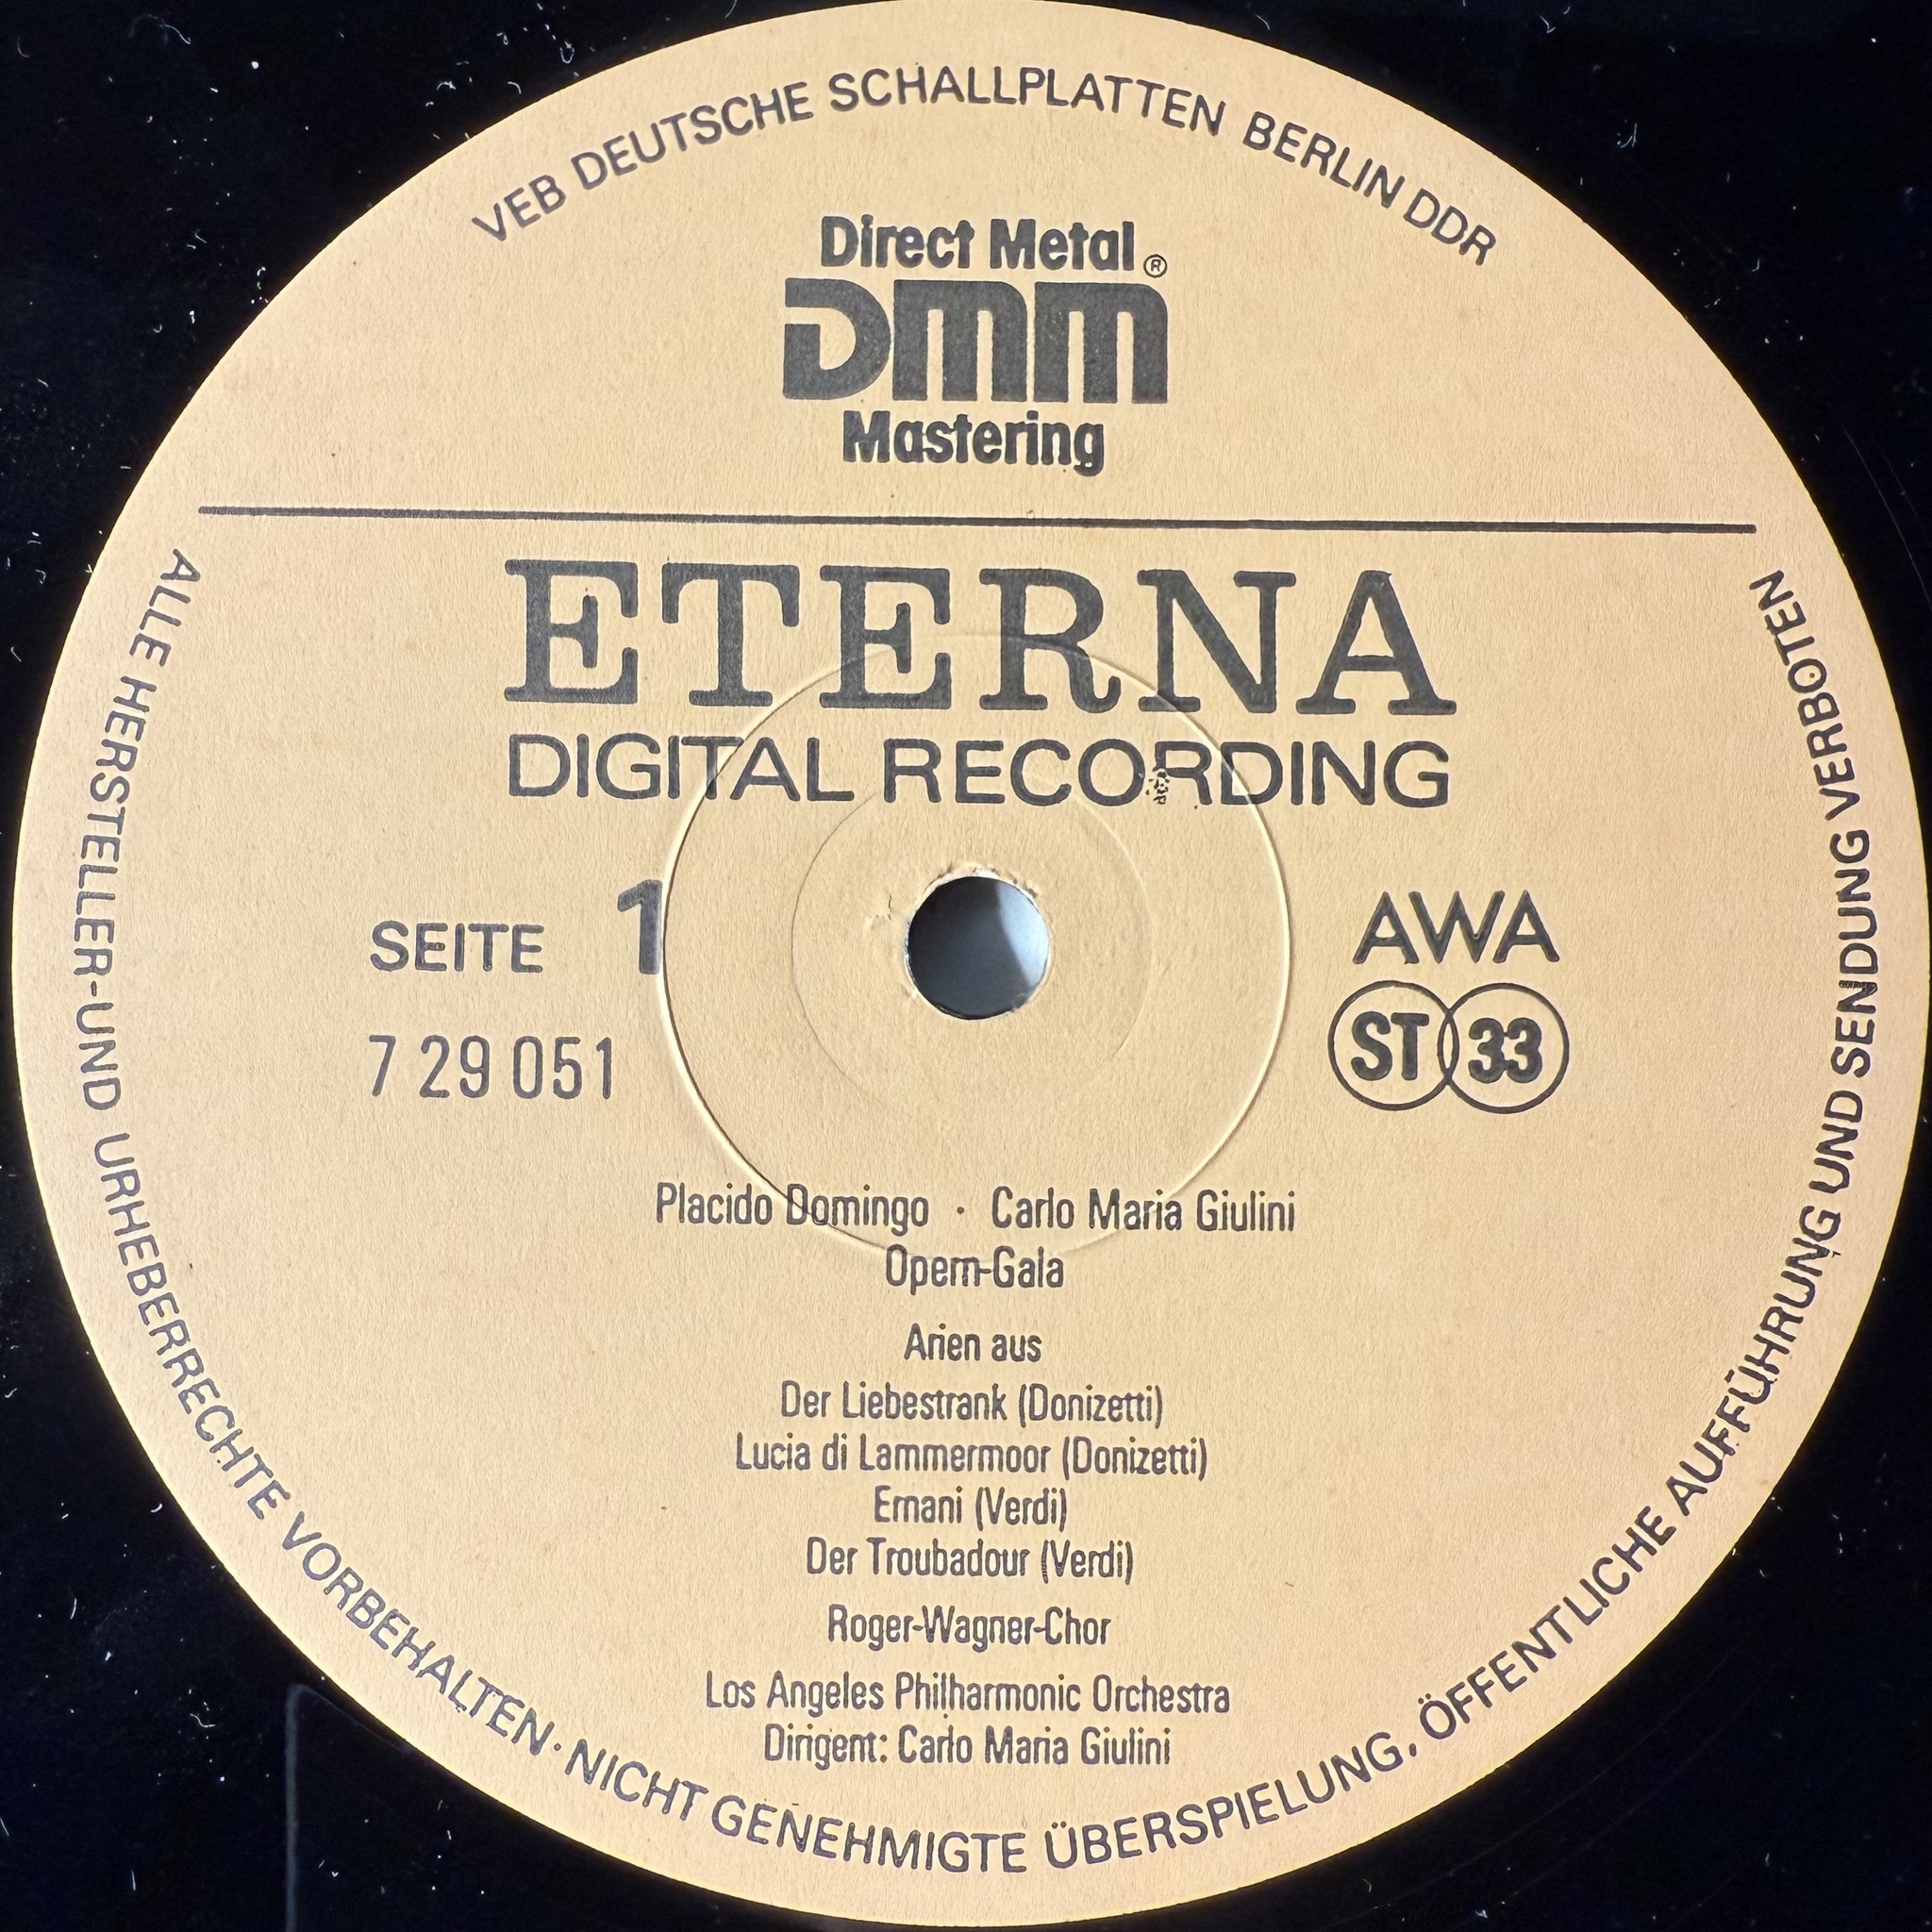 VEB DEUTSCHE SCHALLPLATTEN BERLIN DDR
Direct Metal ®
DMM
Mastering
ETERNA
DIGITAL RECORDING
SEITE 1
7 29 051
AWA
ST 33
Placido Domingo · Carlo Maria Giulini
Opern-Gala
Arien aus
Der Liebestrank (Donizetti)
Lucia di Lammermoor (Donizetti)
Ernani (Verdi)
Der Troubadour (Verdi)
Roger-Wagner-Chor
Los Angeles Philharmonic Orchestra
Dirigent: Carlo Maria Giulini
ALLE HERSTELLER-UND URHEBERRECHTE VORBEHALTEN · NICHT GENEHMIGTE ÜBERSPIELUNG, ÖFFENTLICHE AUFFÜHRUNG UND SENDUNG VERBOTEN